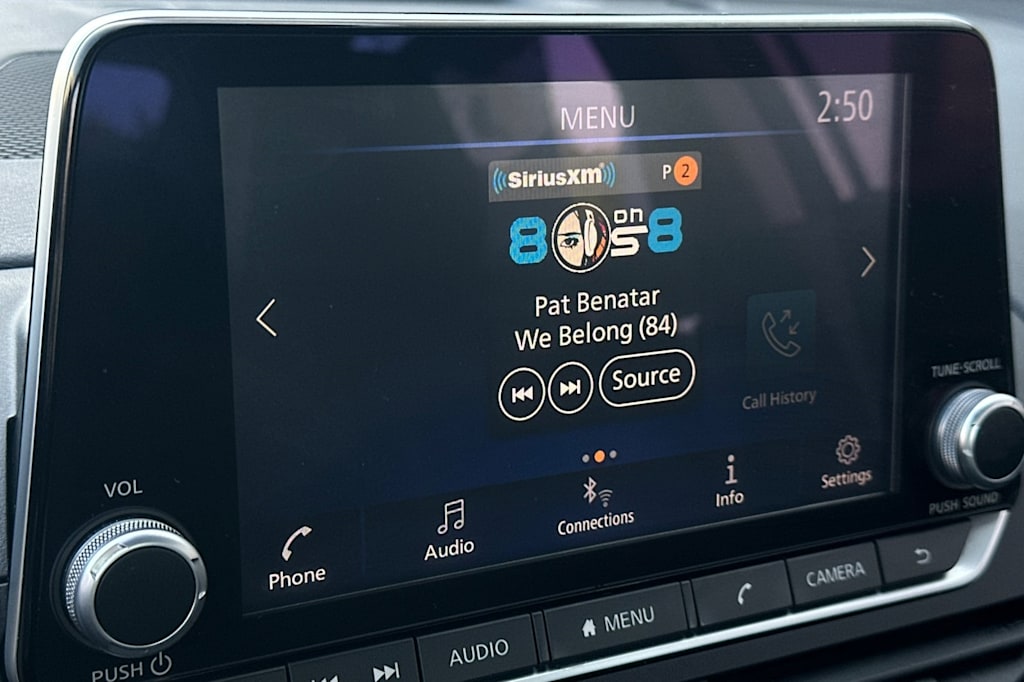 MENU
2:50
SiriusXm
P 2
80s on 8
Pat Benatar
We Belong (84)
Source
Call History
TUNE·SCROLL
VOL
Phone
Audio
Connections
Info
Settings
PUSH SOUND
PUSH
AUDIO
MENU
CAMERA